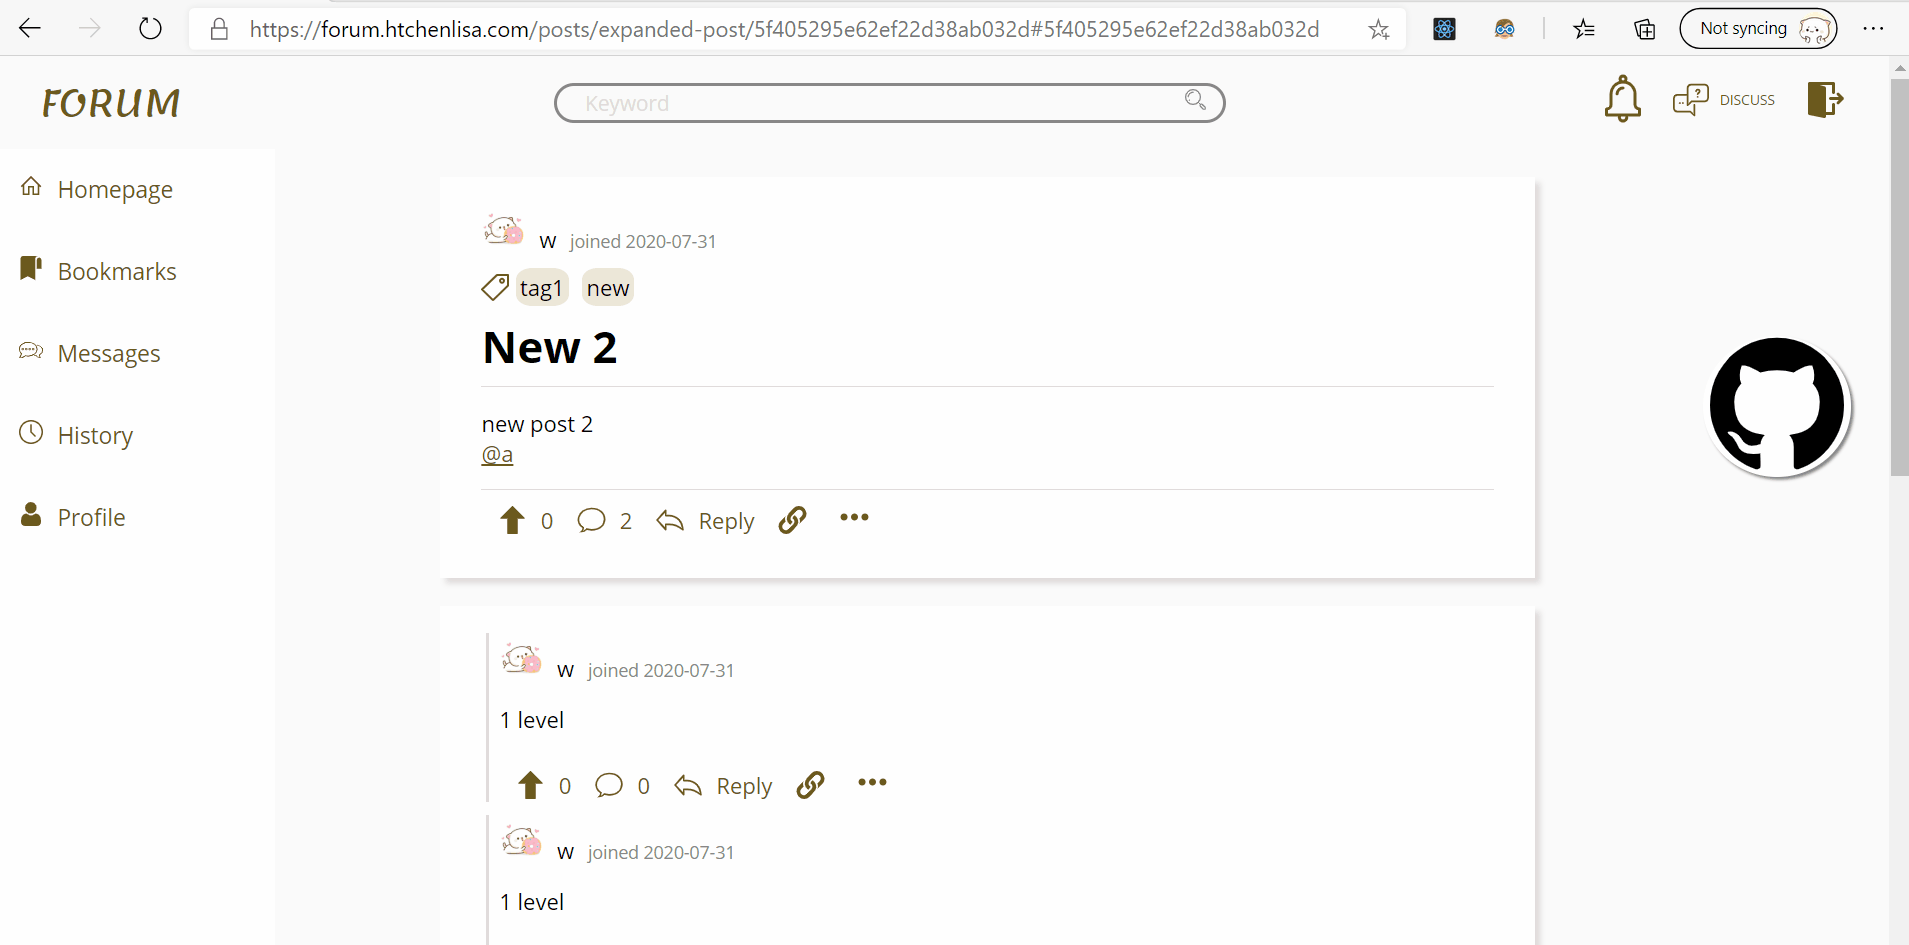 https://forum.htchenlisa.com/posts/expanded-post/5f405295e62ef22d38ab032d#5f405295e62ef22d38ab032d
Not syncing
FORUM
Keyword
?
DISCUSS
Homepage
Bookmarks
Messages
History
Profile
w joined 2020-07-31
tag1 new
New 2
new post 2
@a
0 2 Reply
w joined 2020-07-31
1 level
0 0 Reply
w joined 2020-07-31
1 level